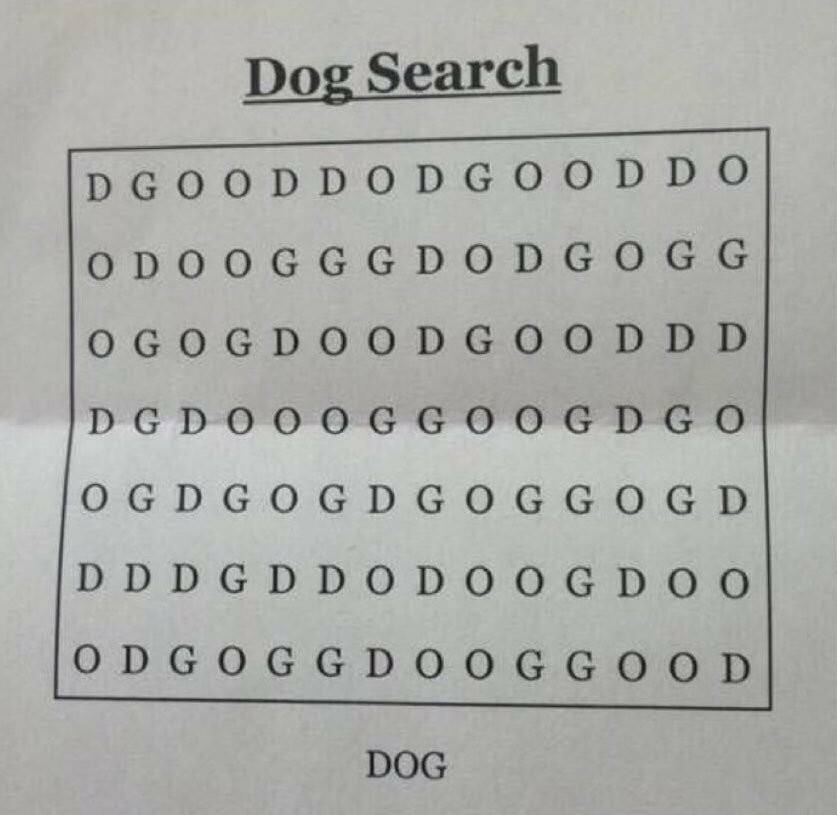 Dog Search
D G O O D D O D G O O D D O
O D O O G G G D O D G O G G
O G O G D O O D G O O D D D
D G D O O O G G O O G D G O
O G D G O G D G O G G O G D
D D D G D D O D O O G D O O
O D G O G G D O O G G O O D
DOG